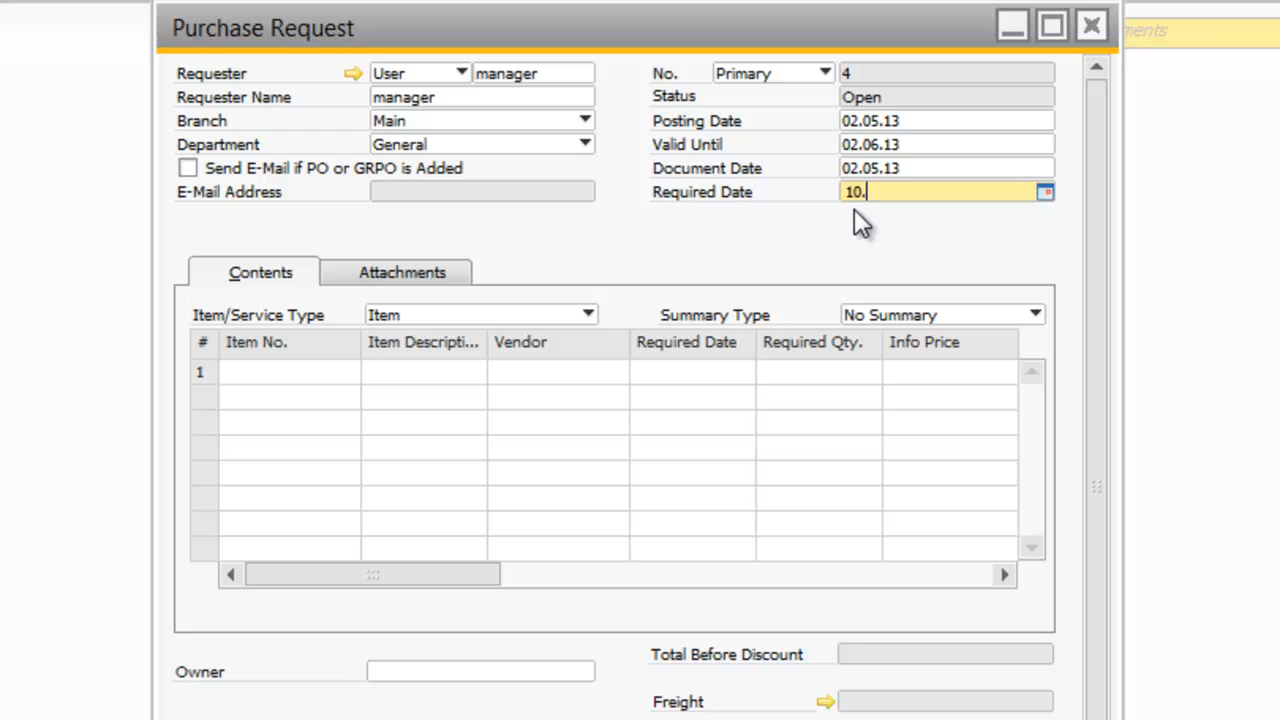 Purchase Request
ments
Requester User manager No. Primary 4
Requester Name manager Status Open
Branch Main Posting Date 02.05.13
Department General Valid Until 02.06.13
Send E-Mail if PO or GRPO is Added Document Date 02.05.13
E-Mail Address Required Date 10.
Contents Attachments
Item/Service Type Item Summary Type No Summary
# Item No. Item Descripti... Vendor Required Date Required Qty. Info Price
1
Total Before Discount
Owner
Freight